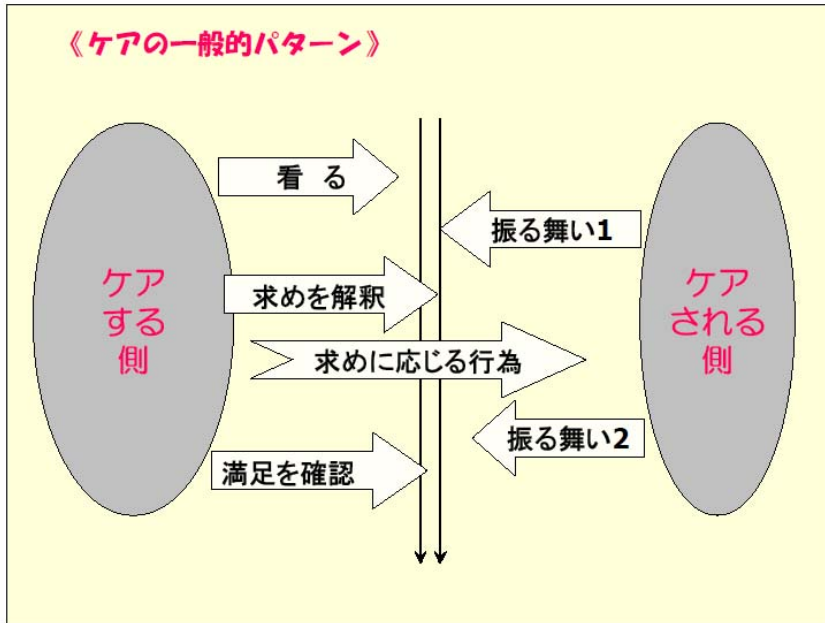 《ケアの一般的パターン》
看 る
振る舞い1
ケア
する
側
求めを解釈
ケア
される
側
求めに応じる行為
振る舞い2
満足を確認